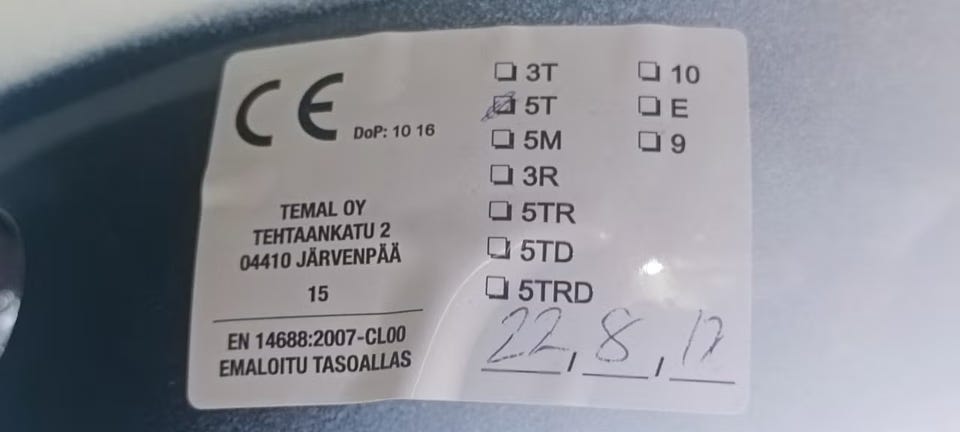 CE DoP: 10 16
TEMAL OY
TEHTAANKATU 2
04410 JÄRVENPÄÄ
15
EN 14688:2007-CL00
EMALOITU TASOALLAS
3T
5T
5M
3R
5TR
5TD
5TRD
10
E
9
22, 8, 17